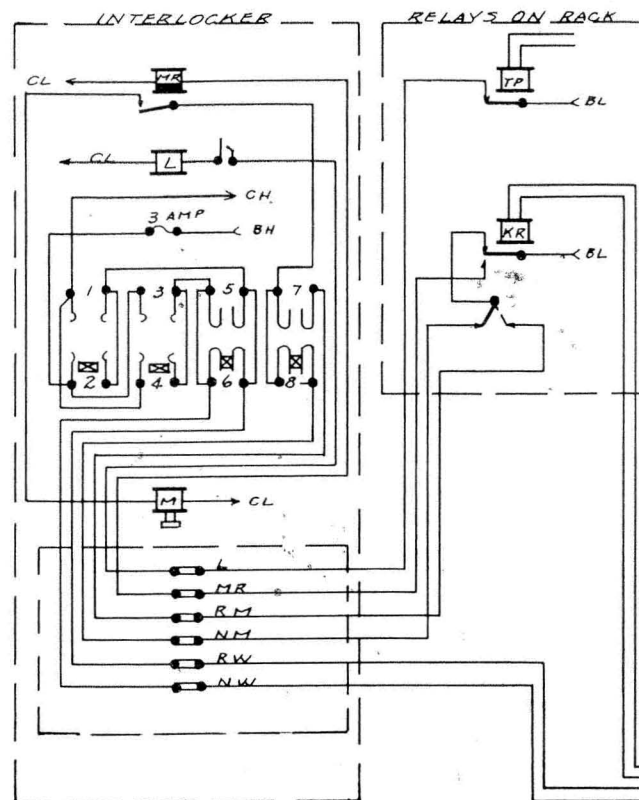 INTERLOCKER
RELAYS ON RACK
CL
MR
TP
BL
CL
L
CH
3 AMP
BH
KR
BL
1
3
5
7
2
4
6
8
M
CL
L
MR
RM
NM
RW
NW